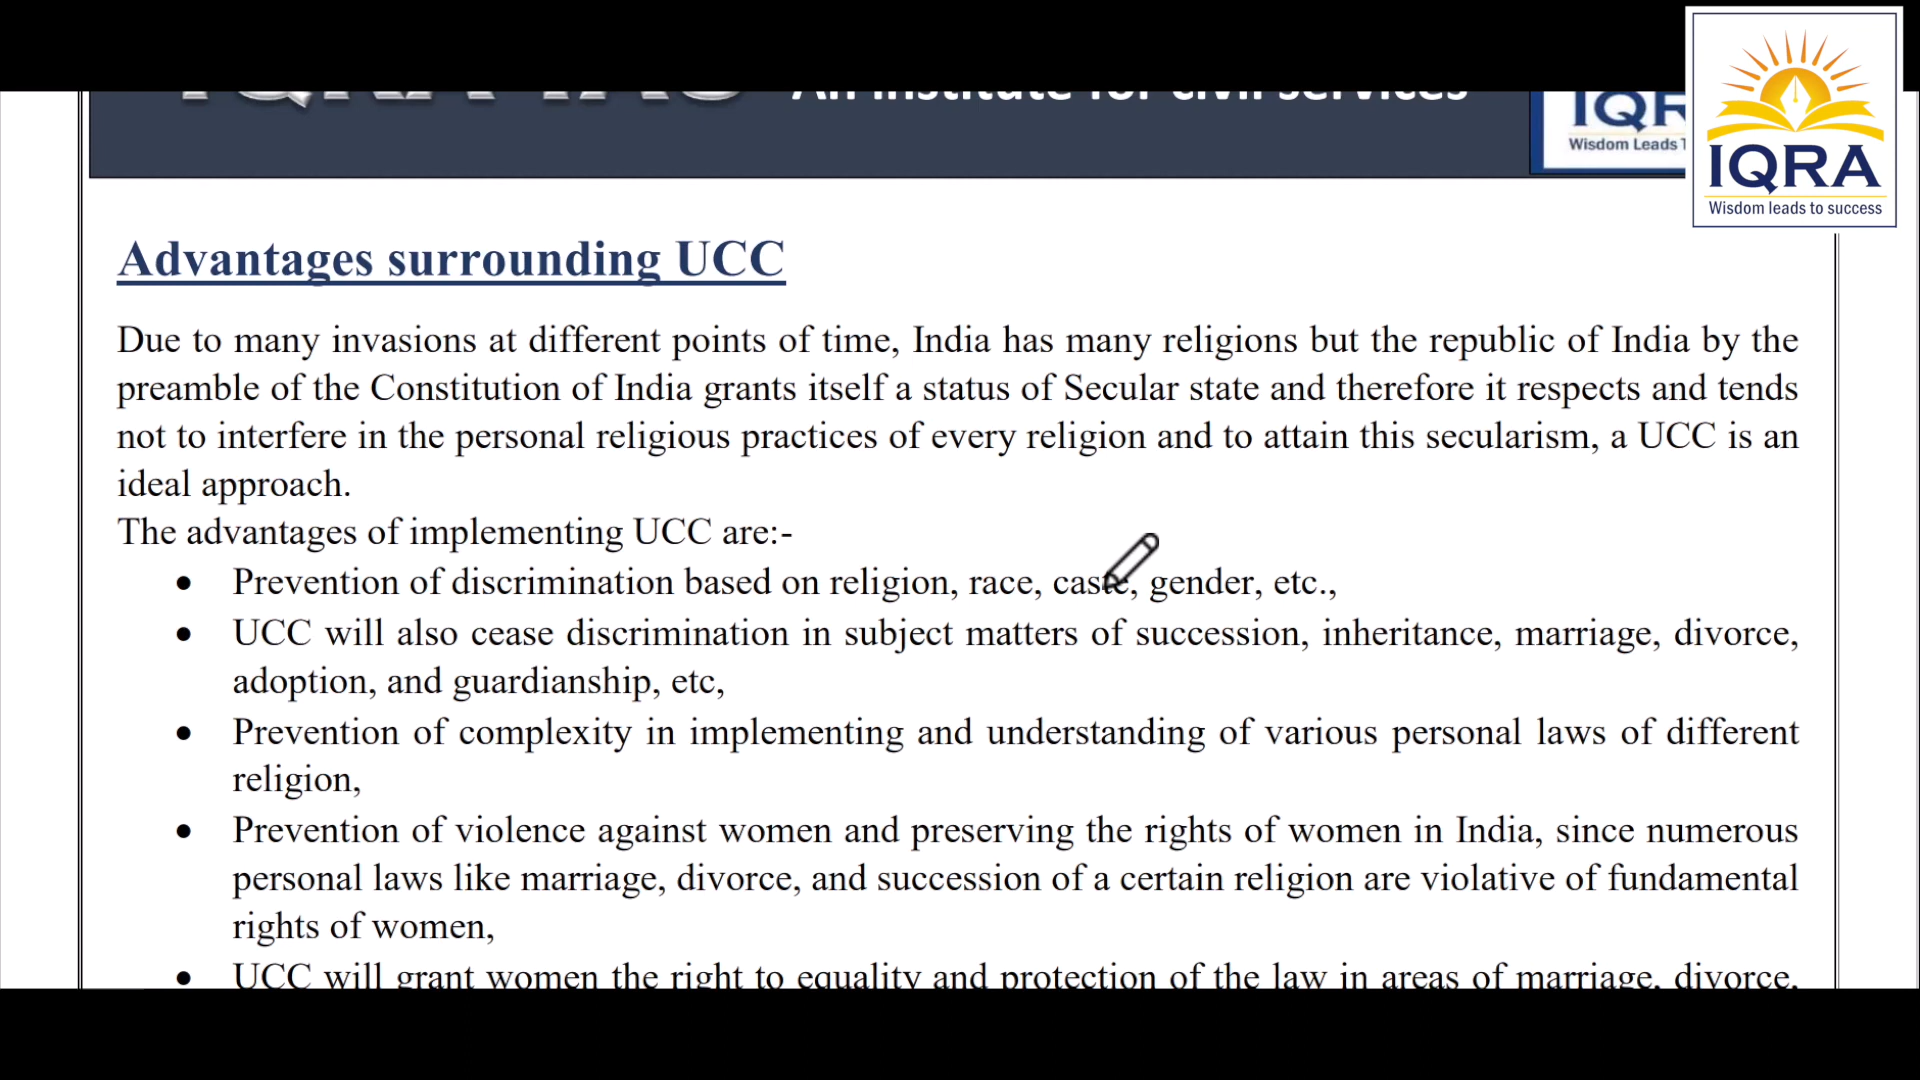 An institute for civil services
IQR
Wisdom Leads T
IQRA
Wisdom leads to success
Advantages surrounding UCC
Due to many invasions at different points of time, India has many religions but the republic of India by the
preamble of the Constitution of India grants itself a status of Secular state and therefore it respects and tends
not to interfere in the personal religious practices of every religion and to attain this secularism, a UCC is an
ideal approach.
The advantages of implementing UCC are:-
• Prevention of discrimination based on religion, race, caste, gender, etc.,
• UCC will also cease discrimination in subject matters of succession, inheritance, marriage, divorce,
adoption, and guardianship, etc,
• Prevention of complexity in implementing and understanding of various personal laws of different
religion,
• Prevention of violence against women and preserving the rights of women in India, since numerous
personal laws like marriage, divorce, and succession of a certain religion are violative of fundamental
rights of women,
• UCC will grant women the right to equality and protection of the law in areas of marriage, divorce,